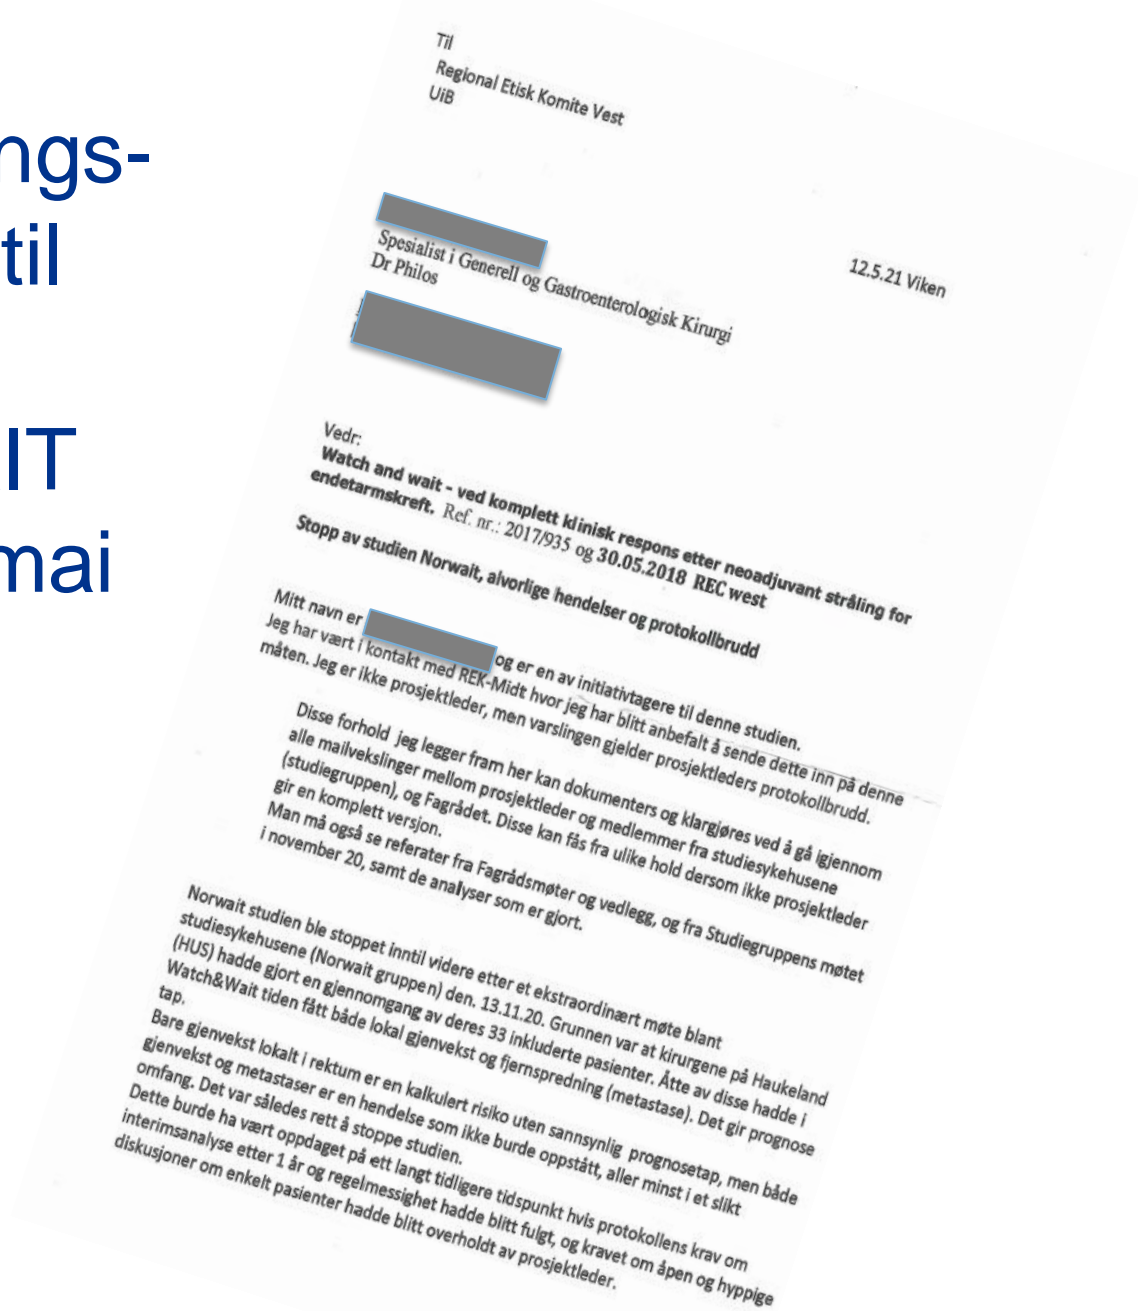 ngs-
til
IT
mai
Til
Regional Etisk Komite Vest
UiB
12.5.21 Viken
Spesialist i Generell og Gastroenterologisk Kirurgi
Dr Philos
Vedr:
Watch and wait – ved komplett klinisk respons etter neoadjuvant stråling for
endetarmskreft. Ref. nr.: 2017/935 og 30.05.2018 REC west
Stopp av studien Norwait, alvorlige hendelser og protokollbrudd
Mitt navn er og er en av initiativtagere til denne studien.
Jeg har vært i kontakt med REK-Midt hvor jeg har blitt anbefalt å sende dette inn på denne
måten. Jeg er ikke prosjektleder, men varslingen gjelder prosjektleders protokollbrudd.
Disse forhold jeg legger fram her kan dokumenters og klargjøres ved å gå igjennom
alle mailvekslinger mellom prosjektleder og medlemmer fra studiesykehusene
(studiegruppen), og Fagrådet. Disse kan fås fra ulike hold dersom ikke prosjektleder
gir en komplett versjon.
Man må også se referater fra Fagrådsmøter og vedlegg, og fra Studiegruppens møtet
i november 20, samt de analyser som er gjort.
Norwait studien ble stoppet inntil videre etter et ekstraordinært møte blant
studiesykehusene (Norwait gruppen) den. 13.11.20. Grunnen var at kirurgene på Haukeland
(HUS) hadde gjort en gjennomgang av deres 33 inkluderte pasienter. Åtte av disse hadde i
Watch&Wait tiden fått både lokal gjenvekst og fjernspredning (metastase). Det gir prognose
tap.
Bare gjenvekst lokalt i rektum er en kalkulert risiko uten sannsynlig prognosetap, men både
gjenvekst og metastaser er en hendelse som ikke burde oppstått, aller minst i et slikt
omfang. Det var således rett å stoppe studien.
Dette burde ha vært oppdaget på ett langt tidligere tidspunkt hvis protokollens krav om
interimsanalyse etter 1 år og regelmessighet hadde blitt fulgt, og kravet om åpen og hyppige
diskusjoner om enkelt pasienter hadde blitt overholdt av prosjektleder.